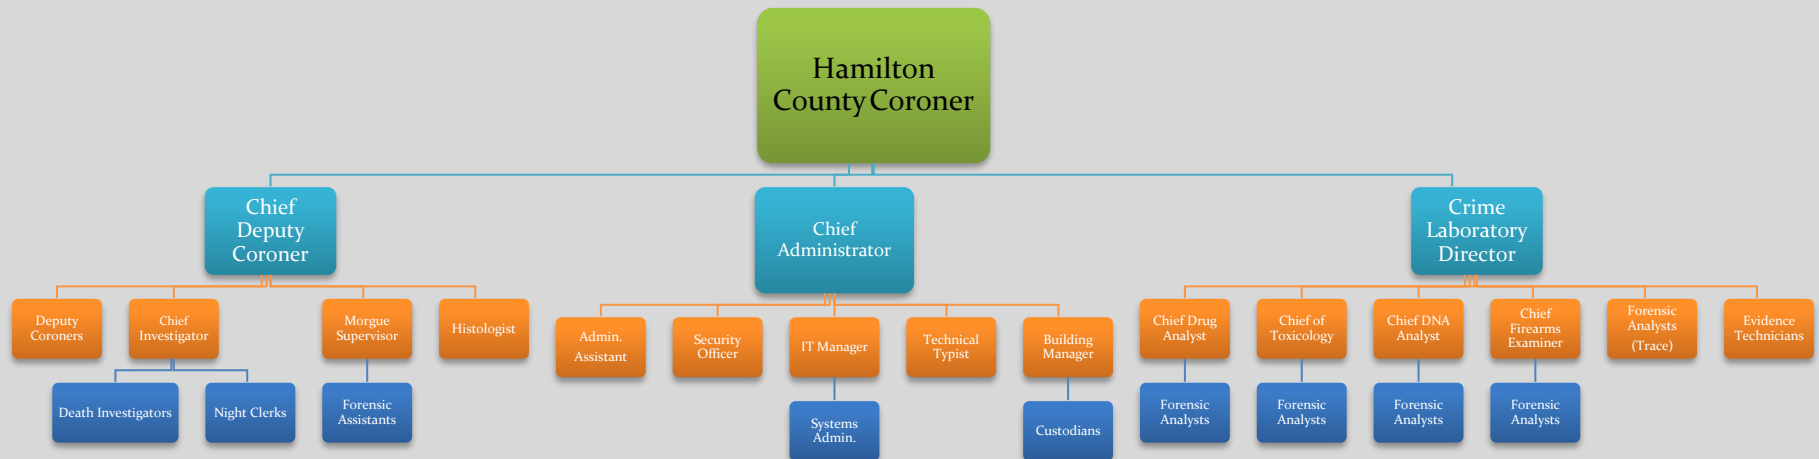 Hamilton
County Coroner
Chief
Deputy
Coroner
Chief
Administrator
Crime
Laboratory
Director
Deputy
Coroners
Chief
Investigator
Morgue
Supervisor
Histologist
Admin.
Assistant
Security
Officer
IT Manager
Technical
Typist
Building
Manager
Chief Drug
Analyst
Chief of
Toxicology
Chief DNA
Analyst
Chief
Firearms
Examiner
Forensic
Analysts
(Trace)
Evidence
Technicians
Death Investigators
Night Clerks
Forensic
Assistants
Systems
Admin.
Custodians
Forensic
Analysts
Forensic
Analysts
Forensic
Analysts
Forensic
Analysts